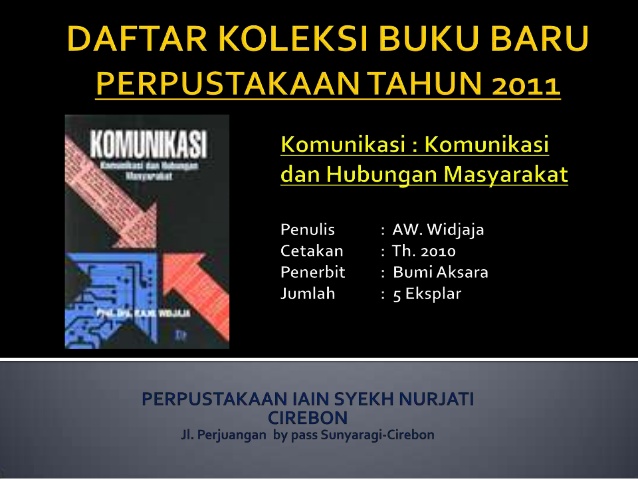 DAFTAR KOLEKSI BUKU BARU
PERPUSTAKAAN TAHUN 2011
KOMUNIKASI
Komunikasi dan Hubungan
Masyarakat
Prof. Drs. H.A.W. WIDJAJA
Komunikasi : Komunikasi
dan Hubungan Masyarakat
Penulis : AW. Widjaja
Cetakan : Th. 2010
Penerbit : Bumi Aksara
Jumlah : 5 Eksplar
PERPUSTAKAAN IAIN SYEKH NURJATI
CIREBON
Jl. Perjuangan by pass Sunyaragi-Cirebon